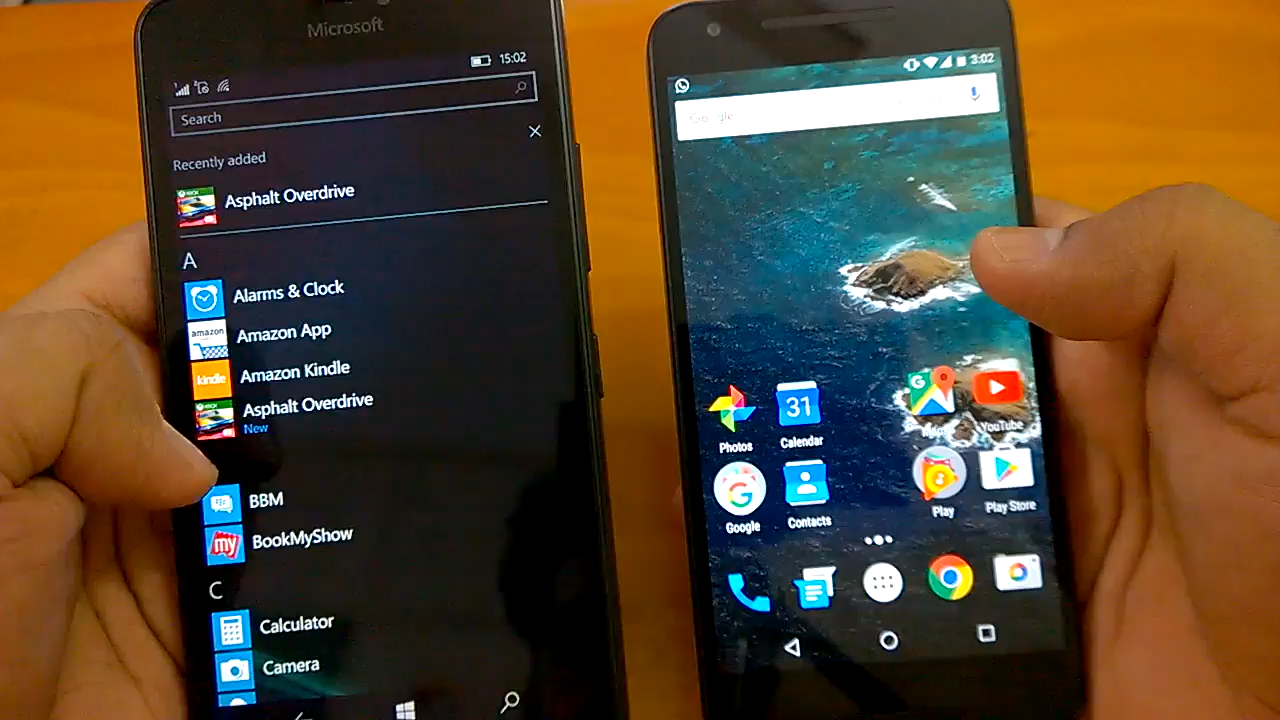 Microsoft
15:02
Search
Recently added
Asphalt Overdrive
A
Alarms & Clock
amazon
Amazon App
kindle
Amazon Kindle
Asphalt Overdrive
New
BBM
my
BookMyShow
C
Calculator
Camera
3:02
Google
31
Photos
Calendar
Maps
YouTube
Google
Contacts
Play
Play Store